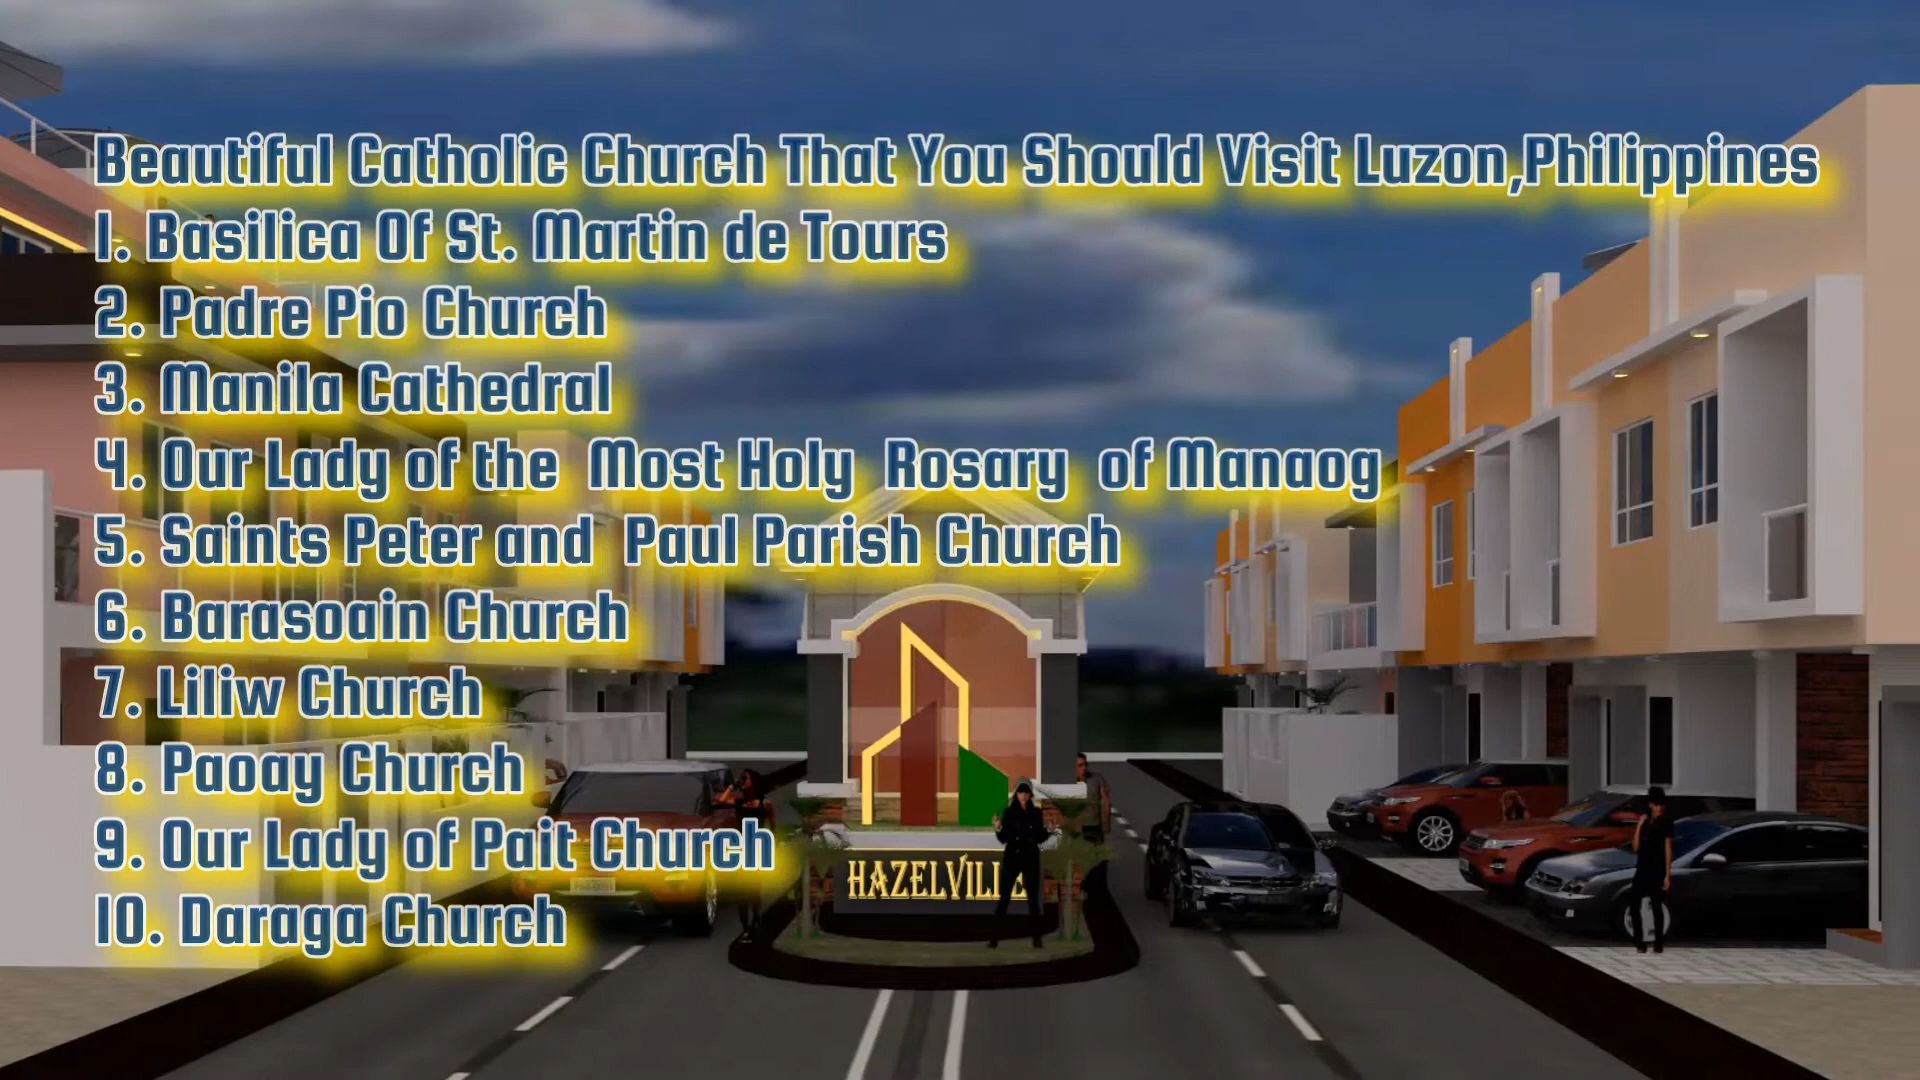 Beautiful Catholic Church That You Should Visit Luzon,Philippines
1. Basilica Of St. Martin de Tours
2. Padre Pio Church
3. Manila Cathedral
4. Our Lady of the Most Holy Rosary of Manaog
5. Saints Peter and Paul Parish Church
6. Barasoain Church
7. Liliw Church
8. Paoay Church
9. Our Lady of Pait Church
10. Daraga Church
HAZELVILLE